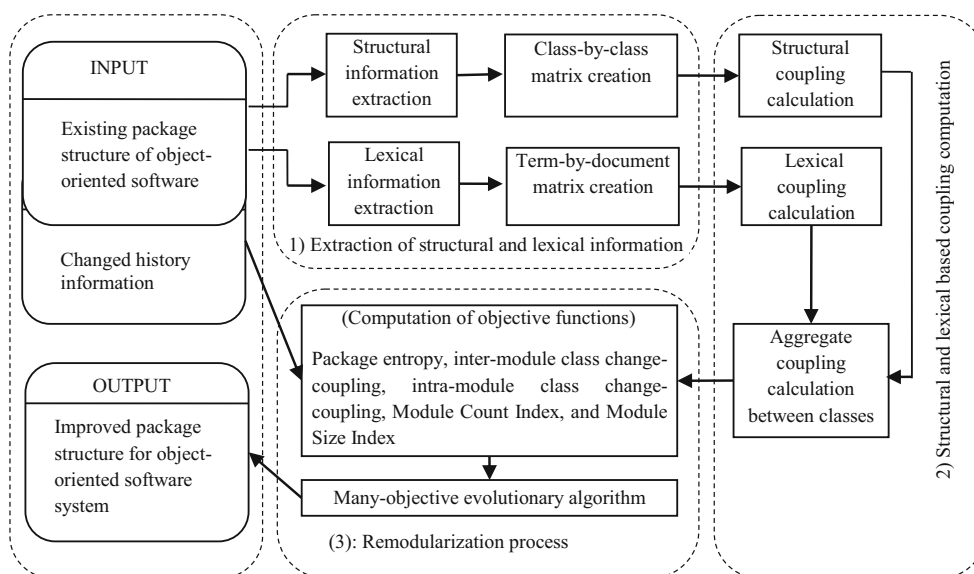 INPUT
Existing package
structure of object-
oriented software
Changed history
information
OUTPUT
Improved package
structure for object-
oriented software
system
Structural
information
extraction
Class-by-class
matrix creation
Lexical
information
extraction
Term-by-document
matrix creation
1) Extraction of structural and lexical information
Structural
coupling
calculation
Lexical
coupling
calculation
Aggregate
coupling
calculation
between classes
2) Structural and lexical based coupling computation
(Computation of objective functions)
Package entropy, inter-module class change-
coupling, intra-module class change-
coupling, Module Count Index, and Module
Size Index
Many-objective evolutionary algorithm
(3): Remodularization process